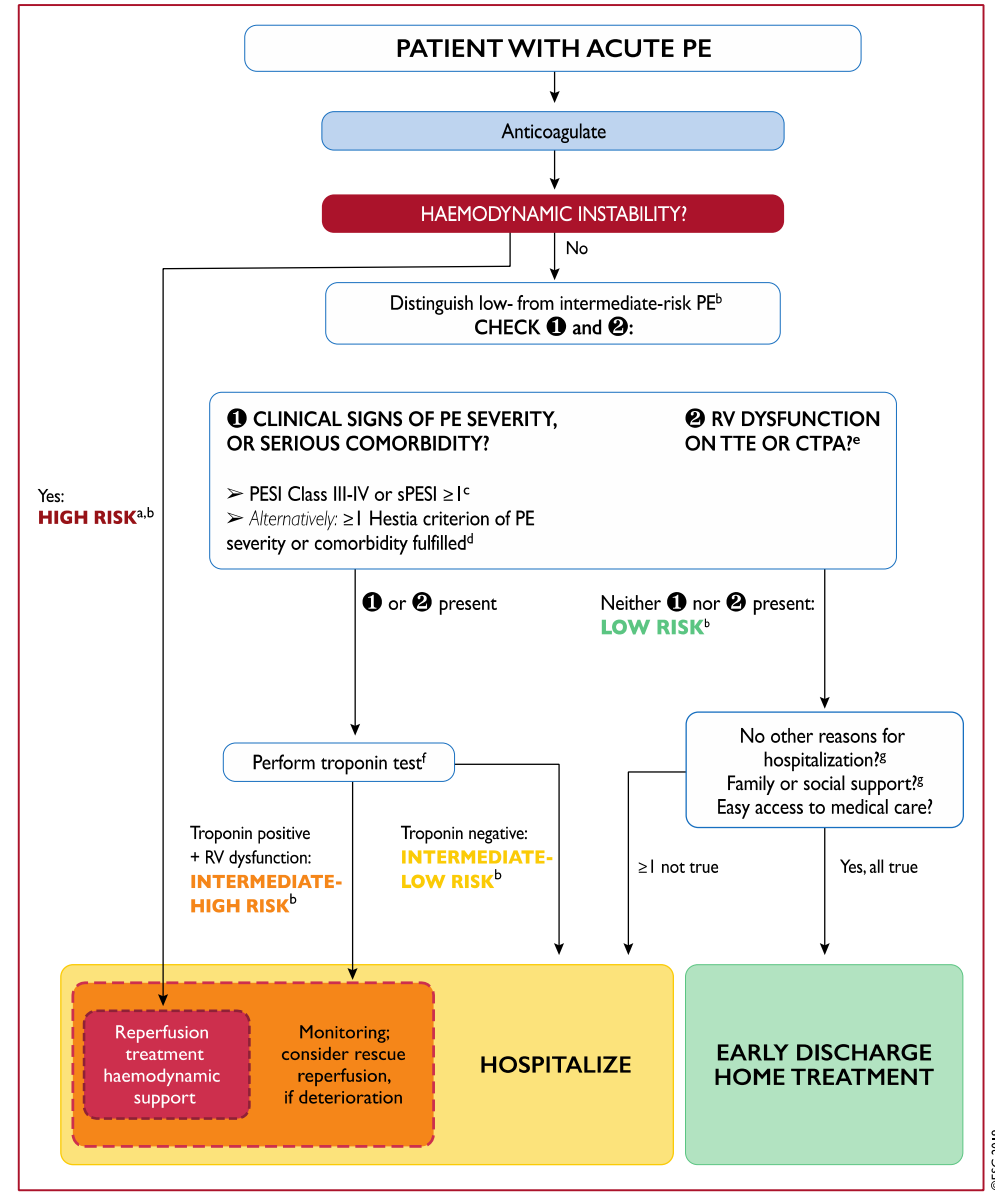 PATIENT WITH ACUTE PE
Anticoagulate
HAEMODYNAMIC INSTABILITY?
No
Distinguish low- from intermediate-risk PEᵇ
CHECK ❶ and ❷:
❶ CLINICAL SIGNS OF PE SEVERITY,
OR SERIOUS COMORBIDITY?
➢ PESI Class III-IV or sPESI ≥1ᶜ
➢ Alternatively: ≥1 Hestia criterion of PE
severity or comorbidity fulfilledᵈ
❷ RV DYSFUNCTION
ON TTE OR CTPA?ᵉ
Yes:
HIGH RISKᵃ,ᵇ
❶ or ❷ present
Neither ❶ nor ❷ present:
LOW RISKᵇ
Perform troponin testᶠ
No other reasons for
hospitalization?ᵍ
Family or social support?ᵍ
Easy access to medical care?
Troponin positive
+ RV dysfunction:
INTERMEDIATE-
HIGH RISKᵇ
Troponin negative:
INTERMEDIATE-
LOW RISKᵇ
≥1 not true
Yes, all true
Reperfusion
treatment
haemodynamic
support
Monitoring;
consider rescue
reperfusion,
if deterioration
HOSPITALIZE
EARLY DISCHARGE
HOME TREATMENT
©ESC 2019